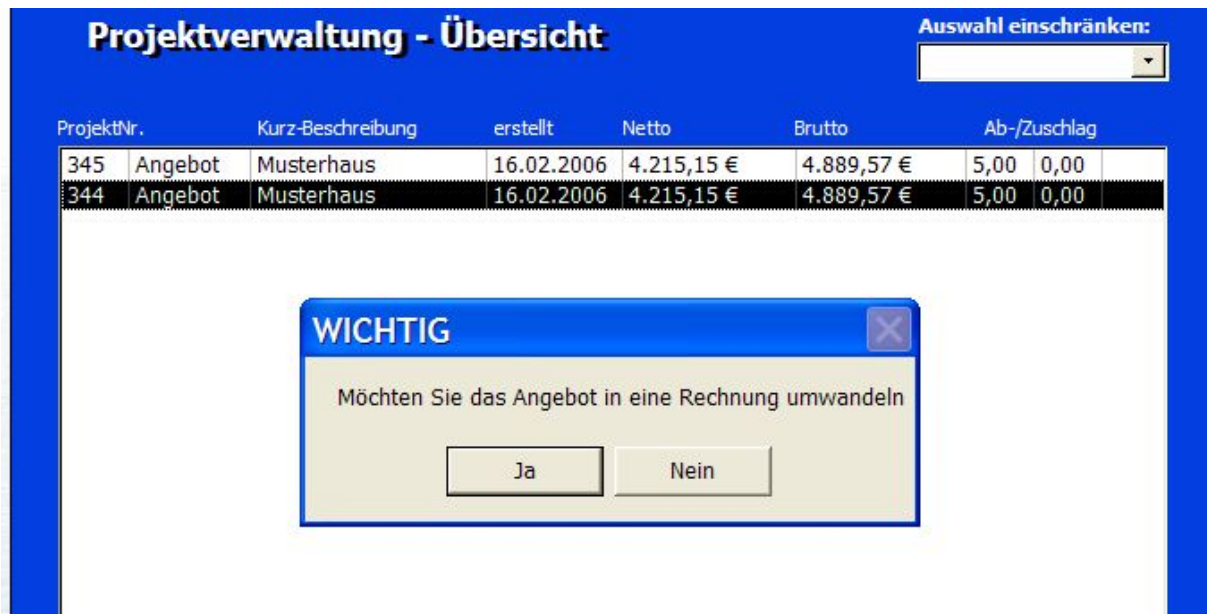 Projektverwaltung - Übersicht
Auswahl einschränken:
ProjektNr. Kurz-Beschreibung erstellt Netto Brutto Ab-/Zuschlag
345 Angebot Musterhaus 16.02.2006 4.215,15 € 4.889,57 € 5,00 0,00
344 Angebot Musterhaus 16.02.2006 4.215,15 € 4.889,57 € 5,00 0,00
WICHTIG
Möchten Sie das Angebot in eine Rechnung umwandeln
Ja Nein